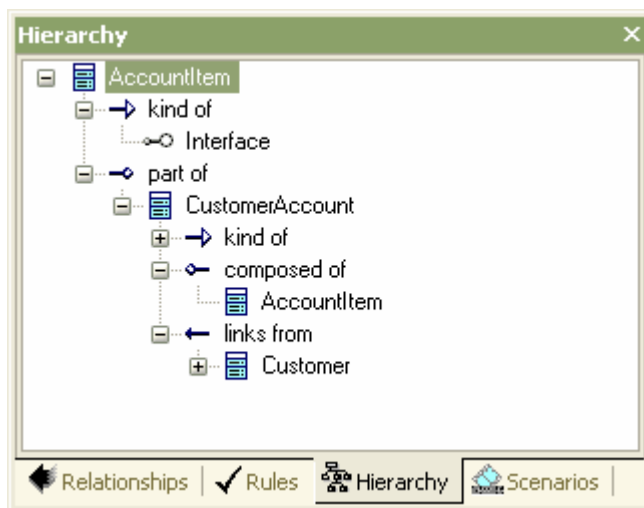 Hierarchy
AccountItem
kind of
Interface
part of
CustomerAccount
kind of
composed of
AccountItem
links from
Customer
Relationships Rules Hierarchy Scenarios